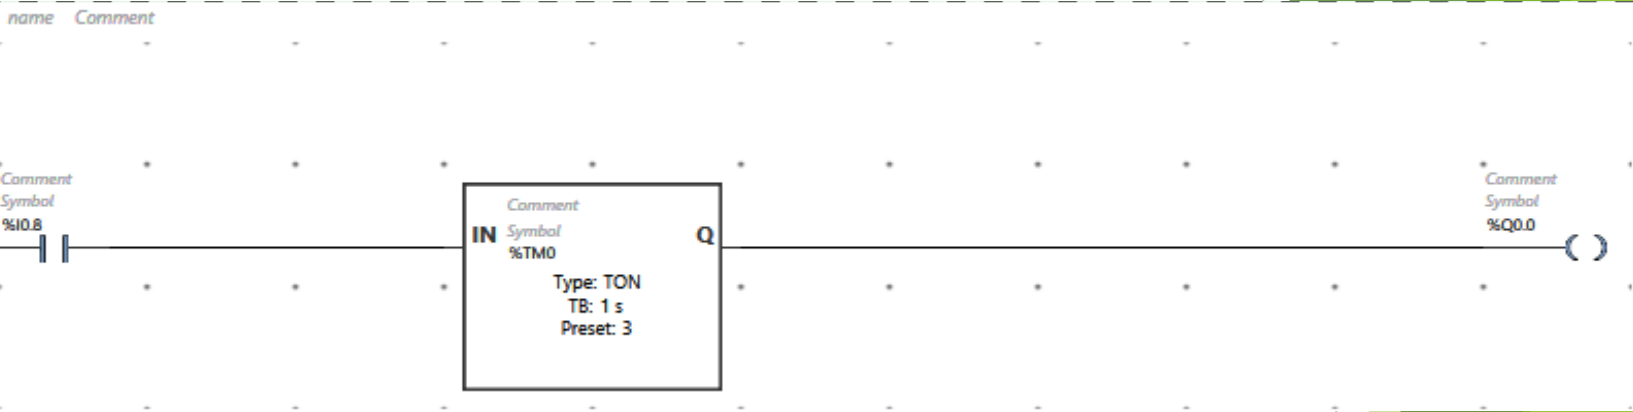 name Comment
Comment
Symbol
%I0.8
Comment
IN Symbol Q
%TM0
Type: TON
TB: 1 s
Preset: 3
Comment
Symbol
%Q0.0